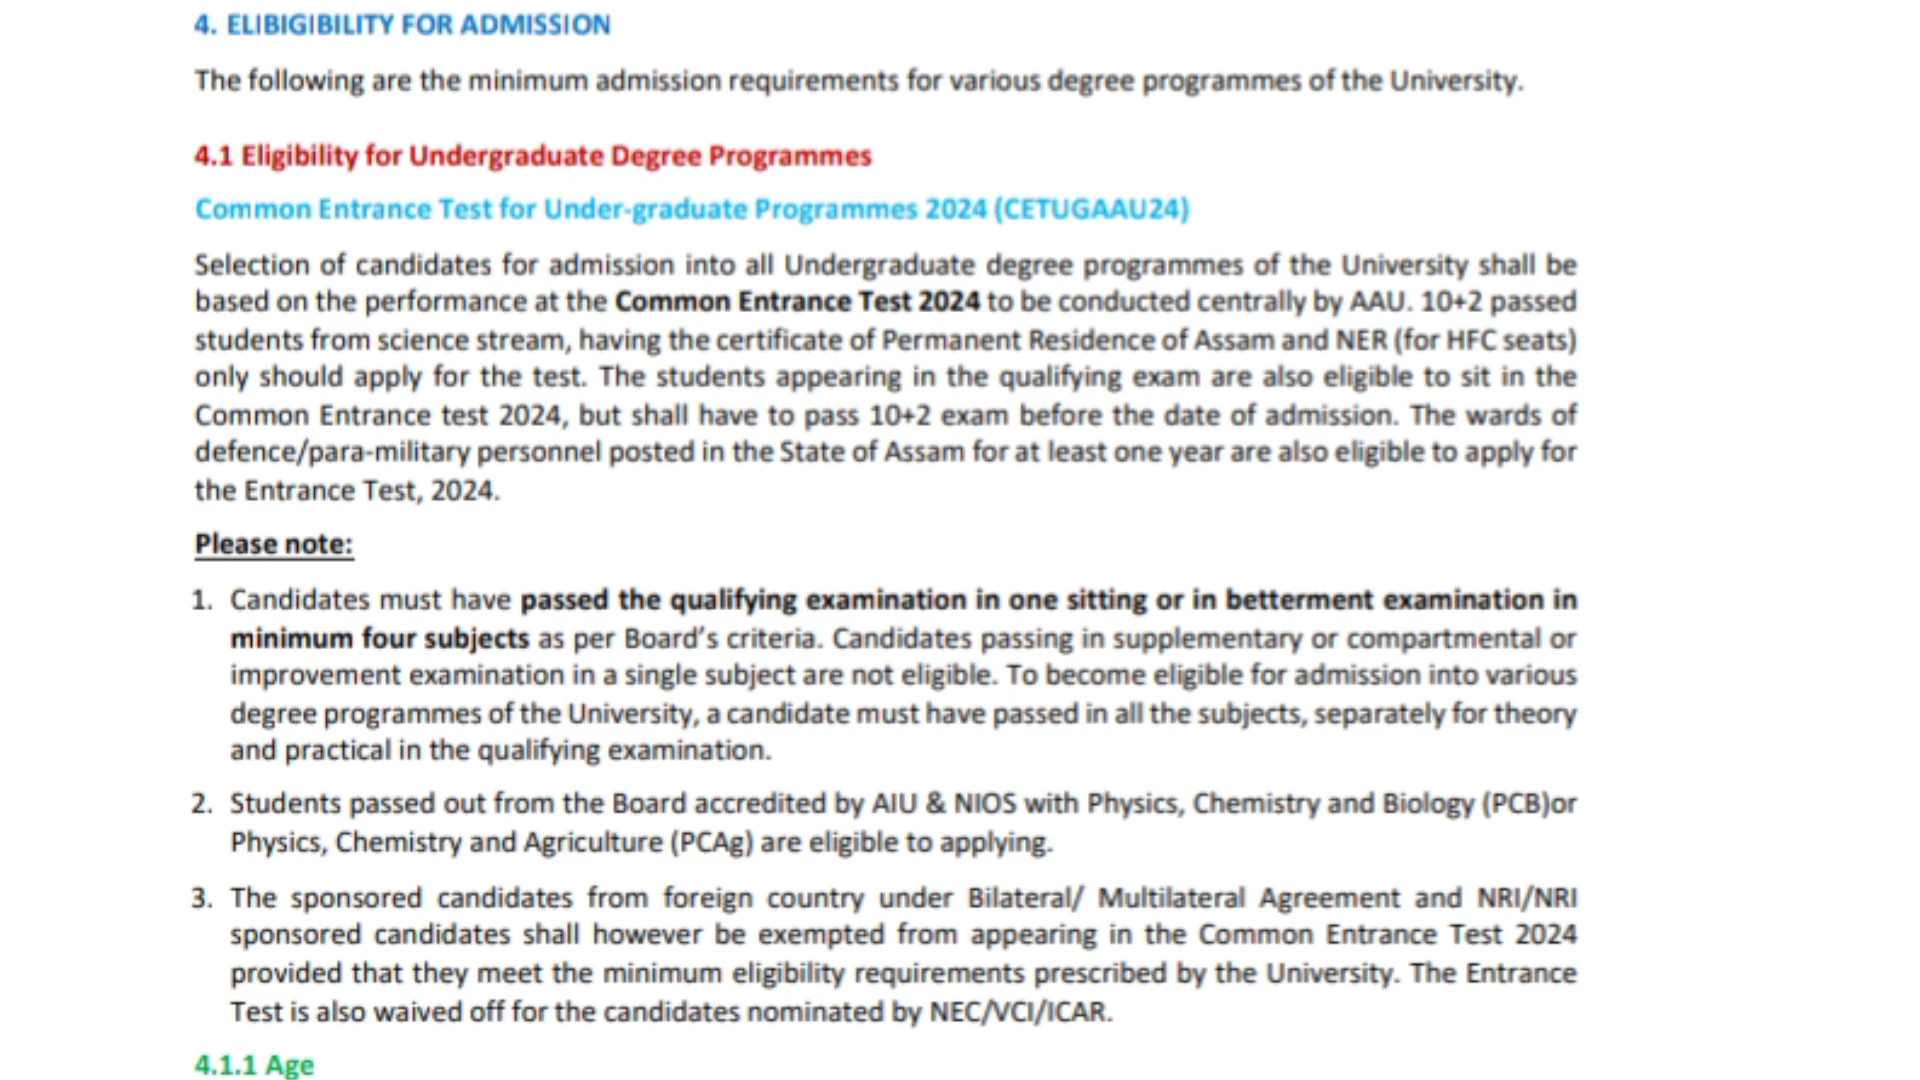 4. ELIBIGIBILITY FOR ADMISSION
The following are the minimum admission requirements for various degree programmes of the University.
4.1 Eligibility for Undergraduate Degree Programmes
Common Entrance Test for Under-graduate Programmes 2024 (CETUGAAU24)
Selection of candidates for admission into all Undergraduate degree programmes of the University shall be
based on the performance at the Common Entrance Test 2024 to be conducted centrally by AAU. 10+2 passed
students from science stream, having the certificate of Permanent Residence of Assam and NER (for HFC seats)
only should apply for the test. The students appearing in the qualifying exam are also eligible to sit in the
Common Entrance test 2024, but shall have to pass 10+2 exam before the date of admission. The wards of
defence/para-military personnel posted in the State of Assam for at least one year are also eligible to apply for
the Entrance Test, 2024.
Please note:
1. Candidates must have passed the qualifying examination in one sitting or in betterment examination in
minimum four subjects as per Board's criteria. Candidates passing in supplementary or compartmental or
improvement examination in a single subject are not eligible. To become eligible for admission into various
degree programmes of the University, a candidate must have passed in all the subjects, separately for theory
and practical in the qualifying examination.
2. Students passed out from the Board accredited by AIU & NIOS with Physics, Chemistry and Biology (PCB)or
Physics, Chemistry and Agriculture (PCAg) are eligible to applying.
3. The sponsored candidates from foreign country under Bilateral/ Multilateral Agreement and NRI/NRI
sponsored candidates shall however be exempted from appearing in the Common Entrance Test 2024
provided that they meet the minimum eligibility requirements prescribed by the University. The Entrance
Test is also waived off for the candidates nominated by NEC/VCI/ICAR.
4.1.1 Age